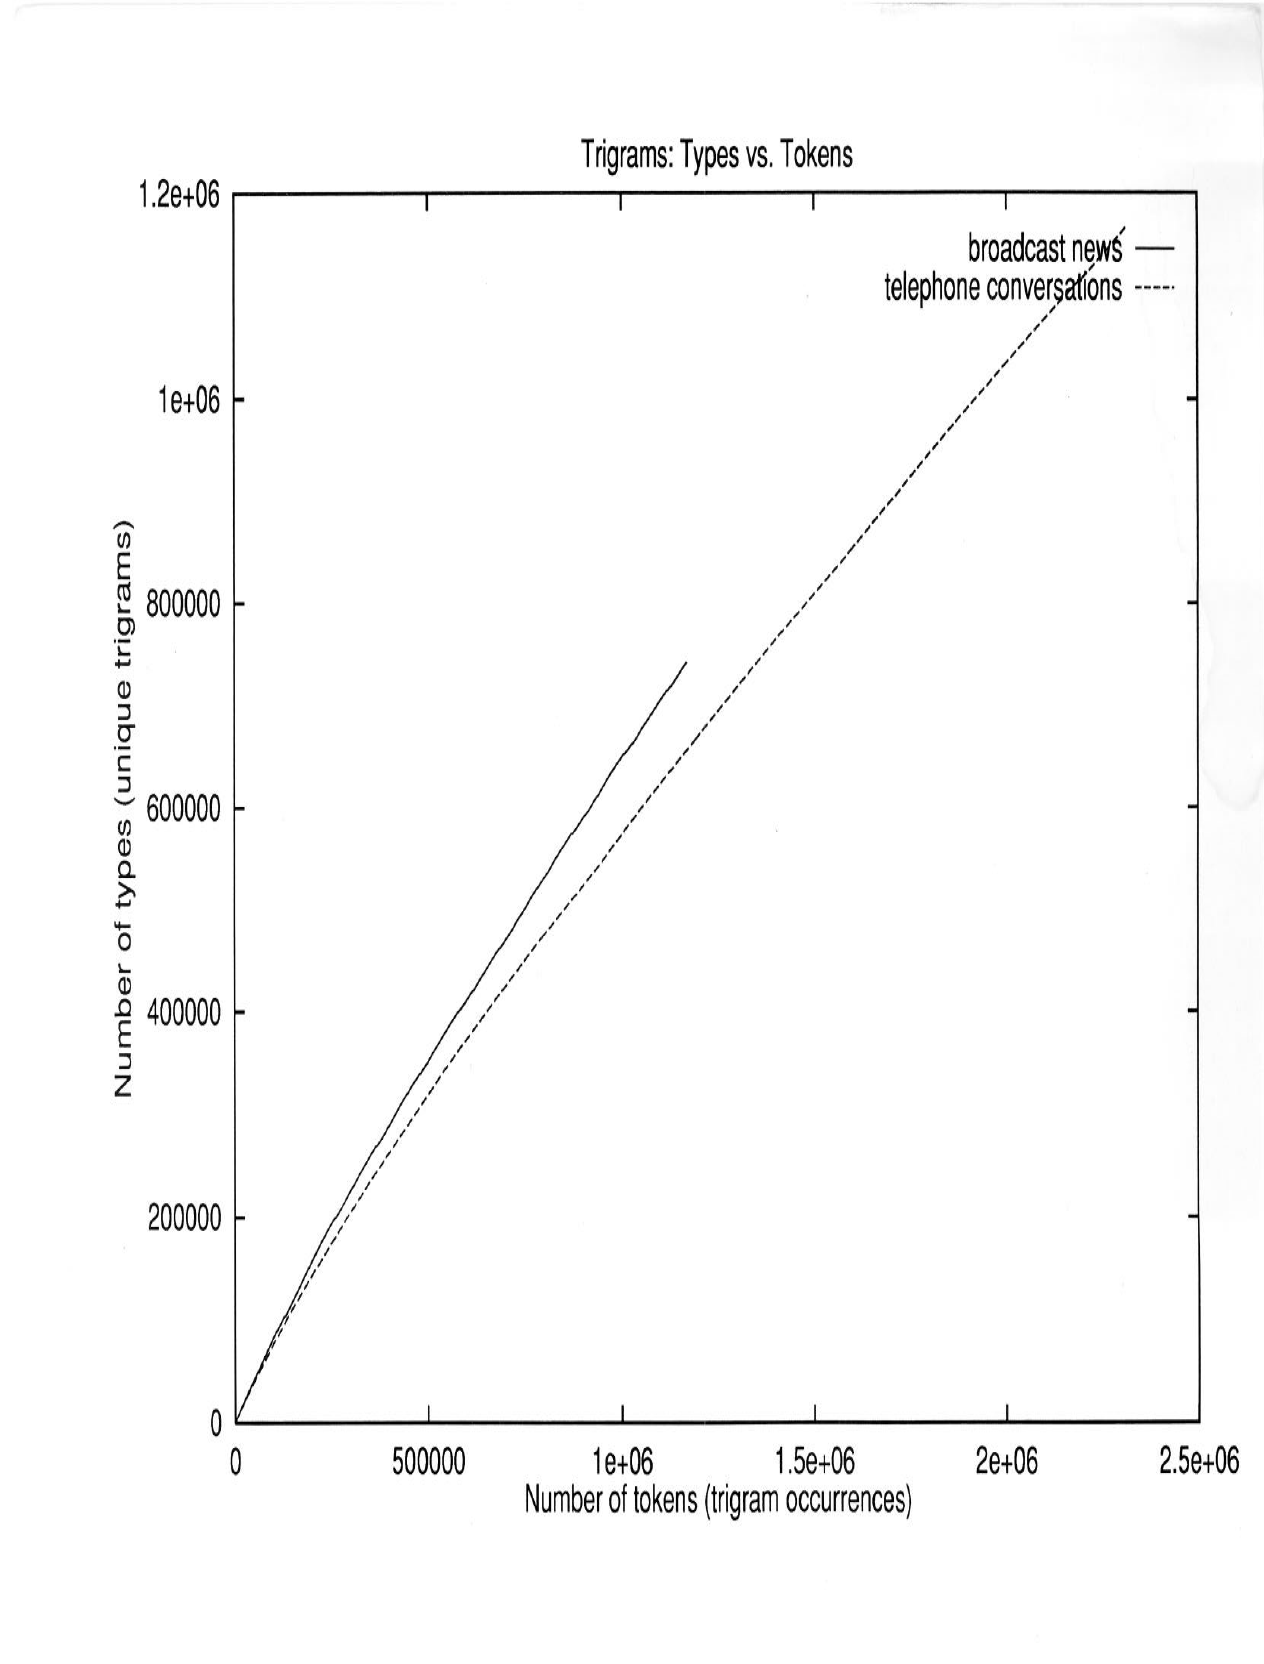 Trigrams: Types vs. Tokens
1.2e+06
broadcast news
telephone conversations
1e+06
800000
600000
400000
200000
0
Number of types (unique trigrams)
0 500000 1e+06 1.5e+06 2e+06 2.5e+06
Number of tokens (trigram occurrences)